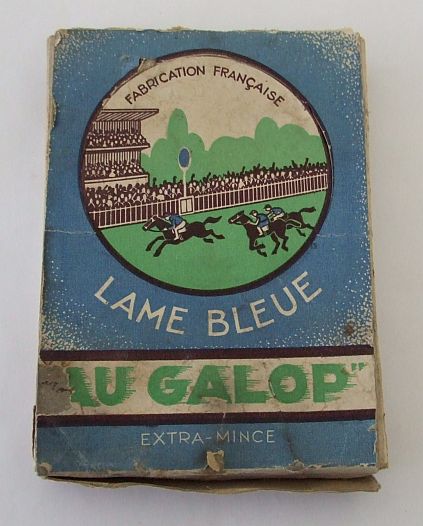 FABRICATION FRANÇAISE
LAME BLEUE
AU GALOP"
EXTRA-MINCE